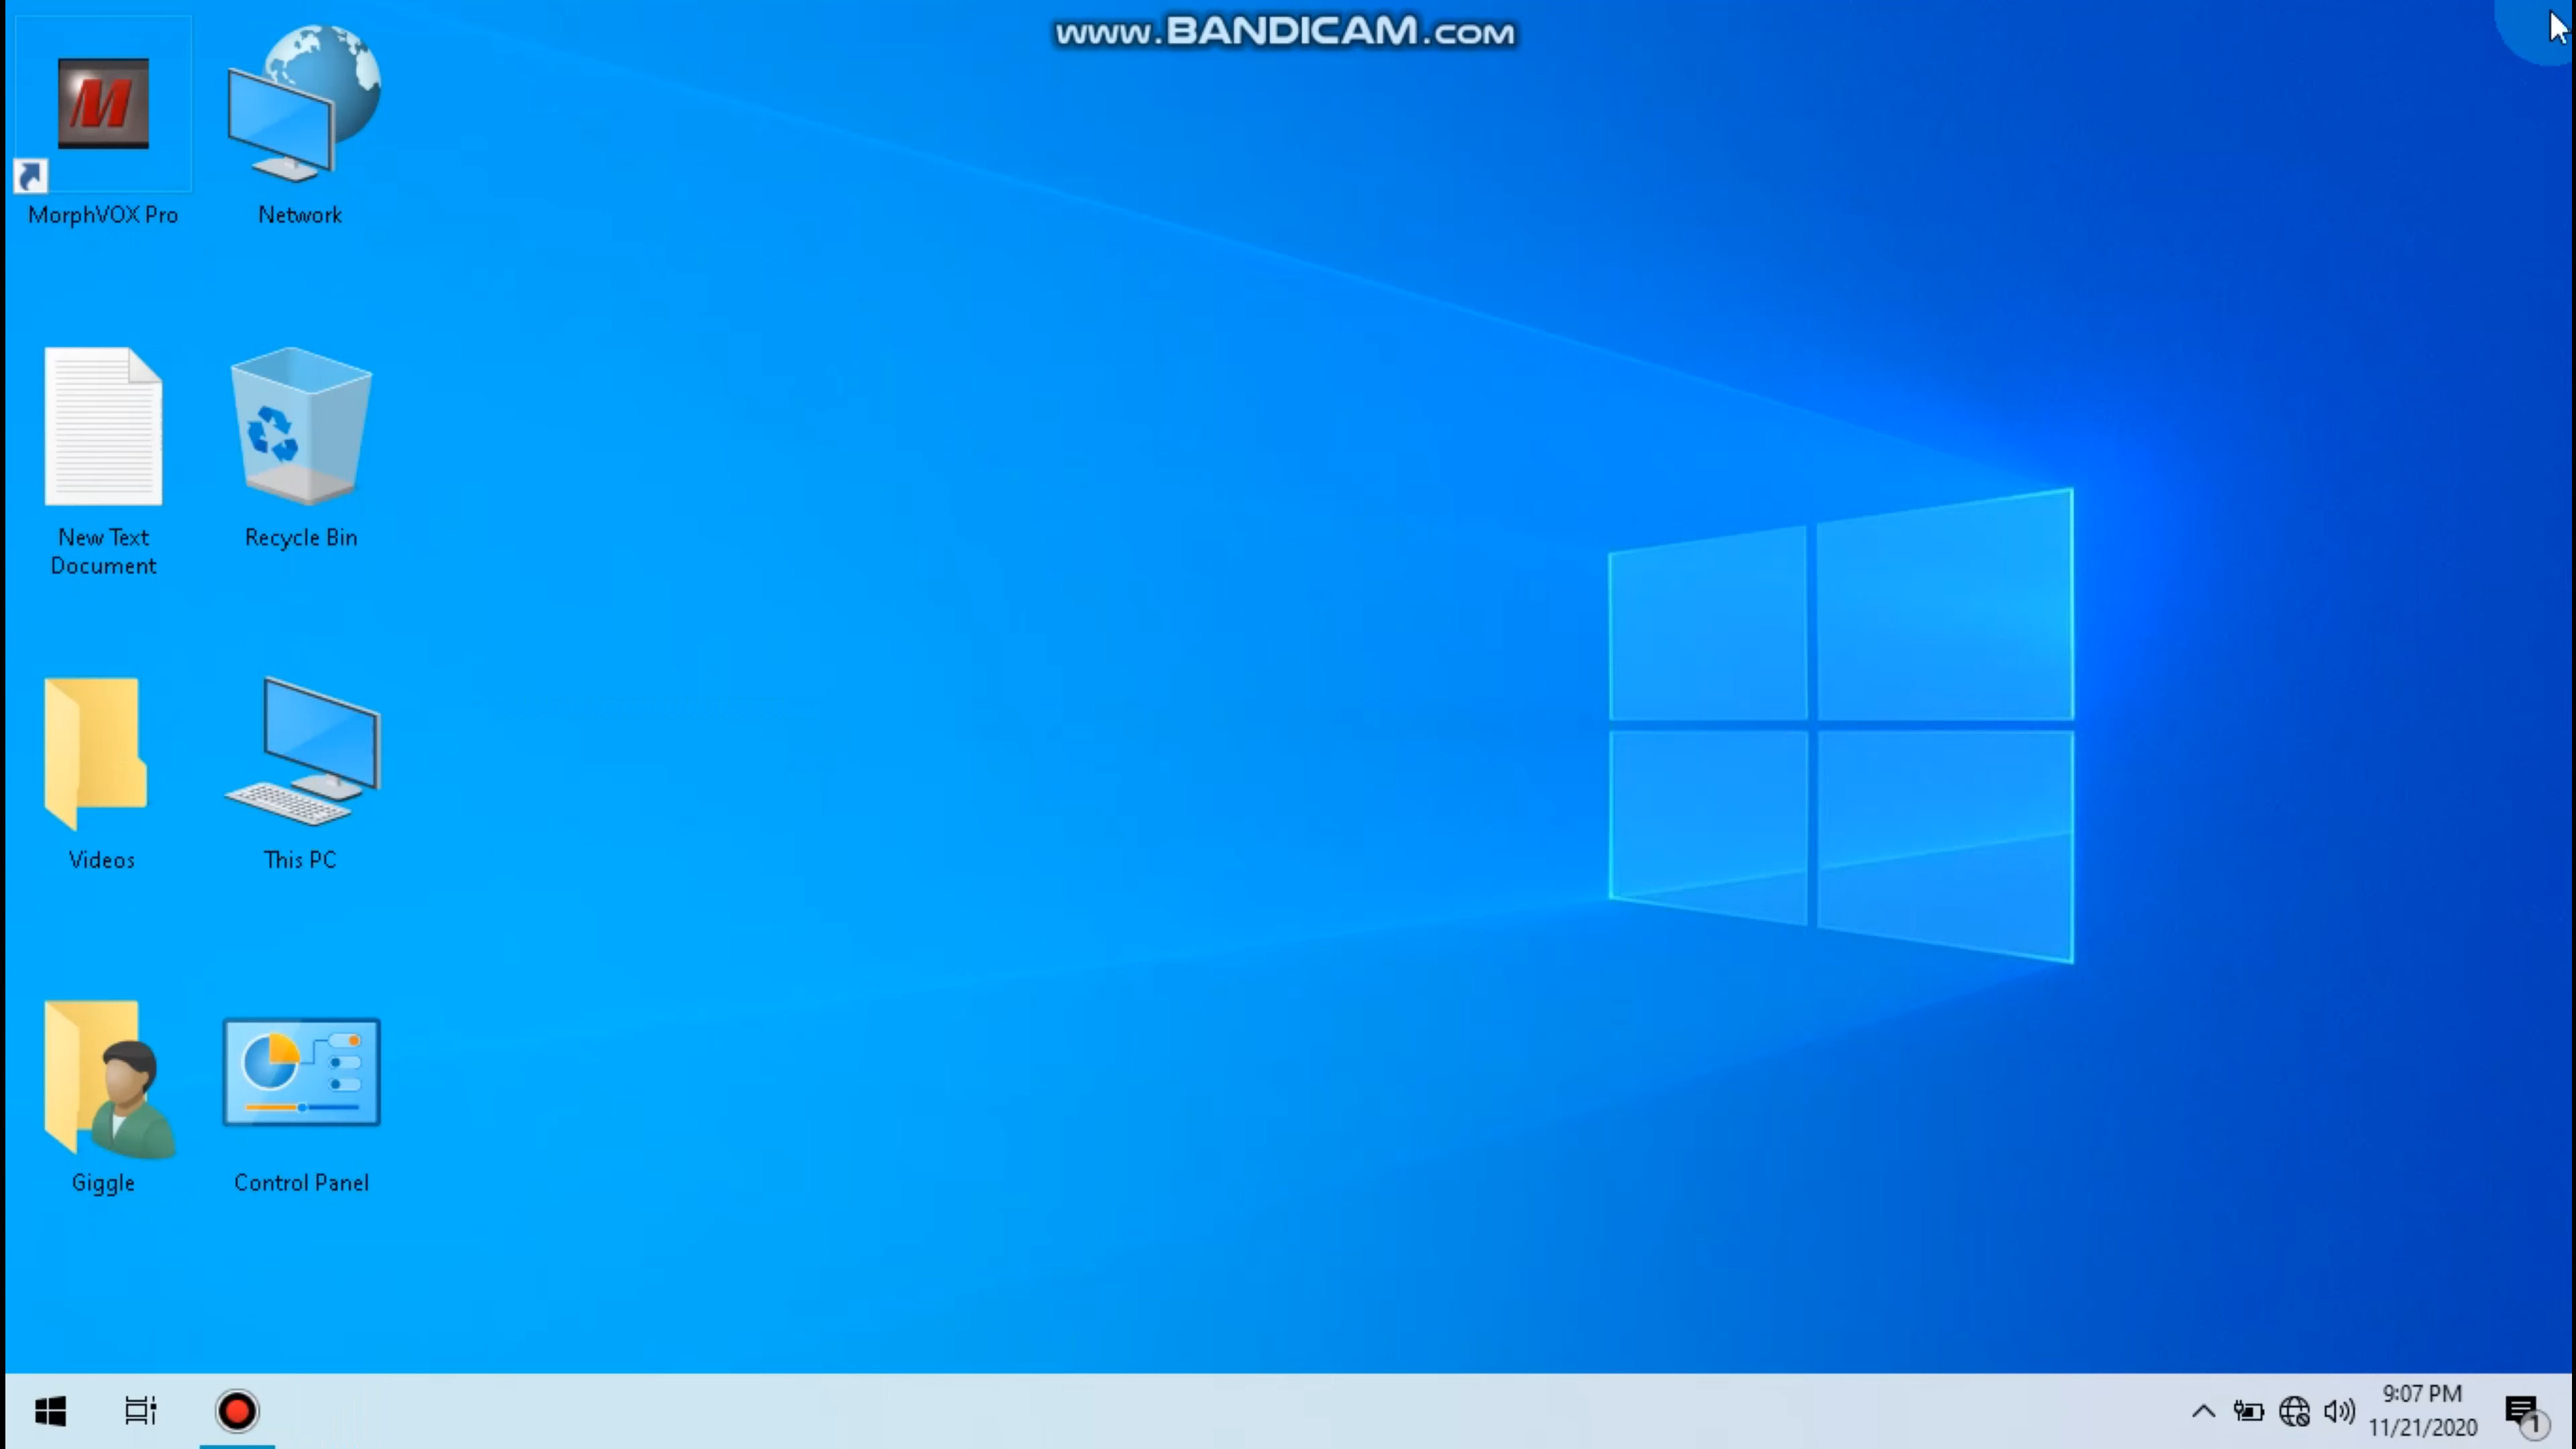 www.BANDICAM.com
M
MorphVOX Pro
Network
New Text
Document
Recycle Bin
Videos
This PC
Giggle
Control Panel
9:07 PM
11/21/2020
1